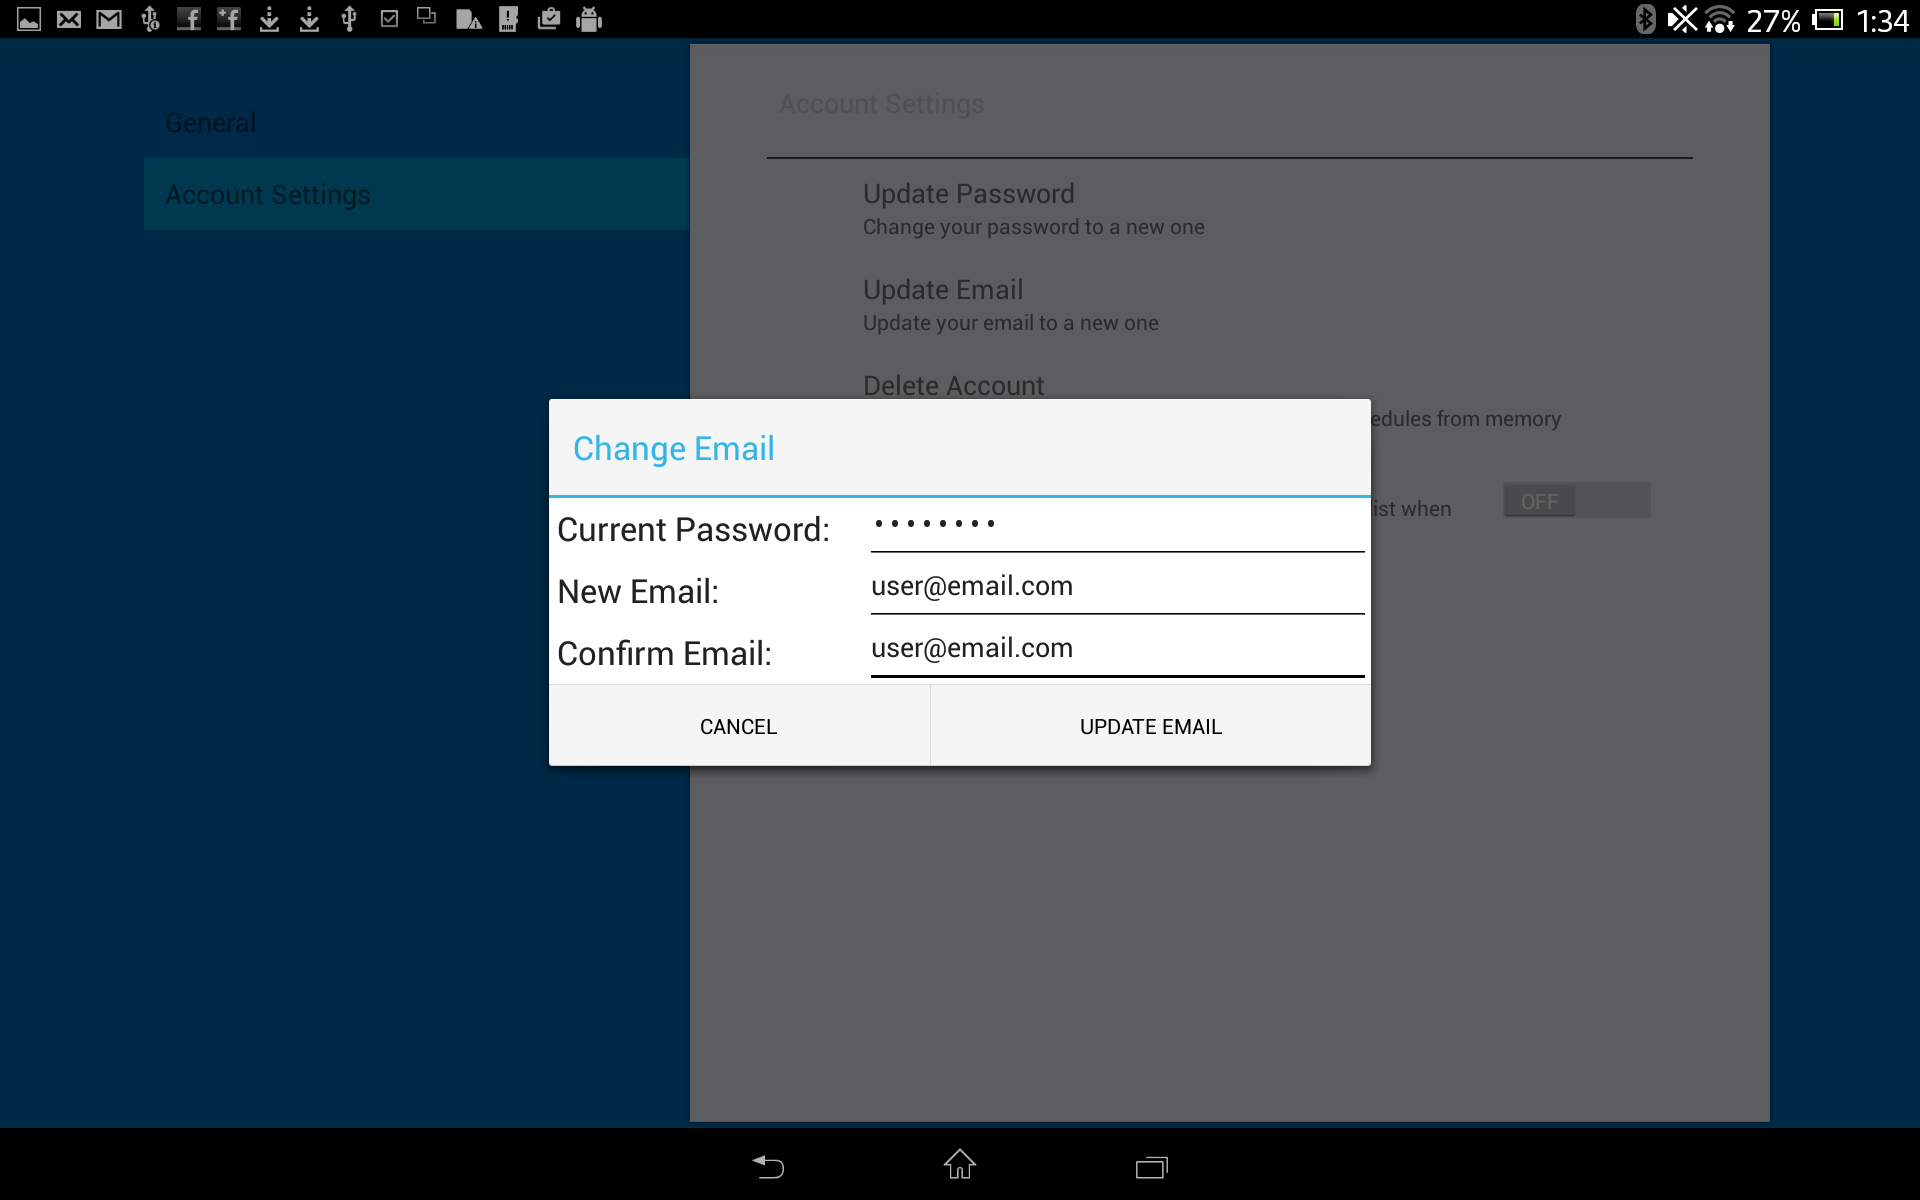 27% 1:34
General
Account Settings
Account Settings
Update Password
Change your password to a new one
Update Email
Update your email to a new one
Delete Account
edules from memory
ist when
OFF
Change Email
Current Password: ••••••••
New Email: user@email.com
Confirm Email: user@email.com
CANCEL
UPDATE EMAIL